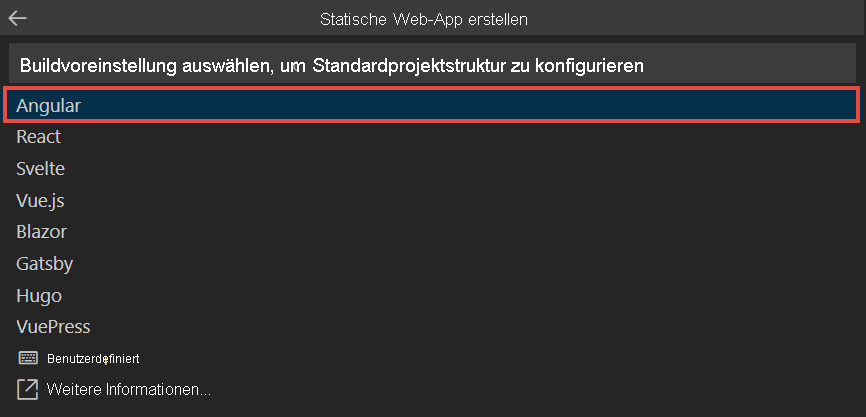 Statische Web-App erstellen
Buildvoreinstellung auswählen, um Standardprojektstruktur zu konfigurieren
Angular
React
Svelte
Vue.js
Blazor
Gatsby
Hugo
VuePress
Benutzerdefiniert
Weitere Informationen...